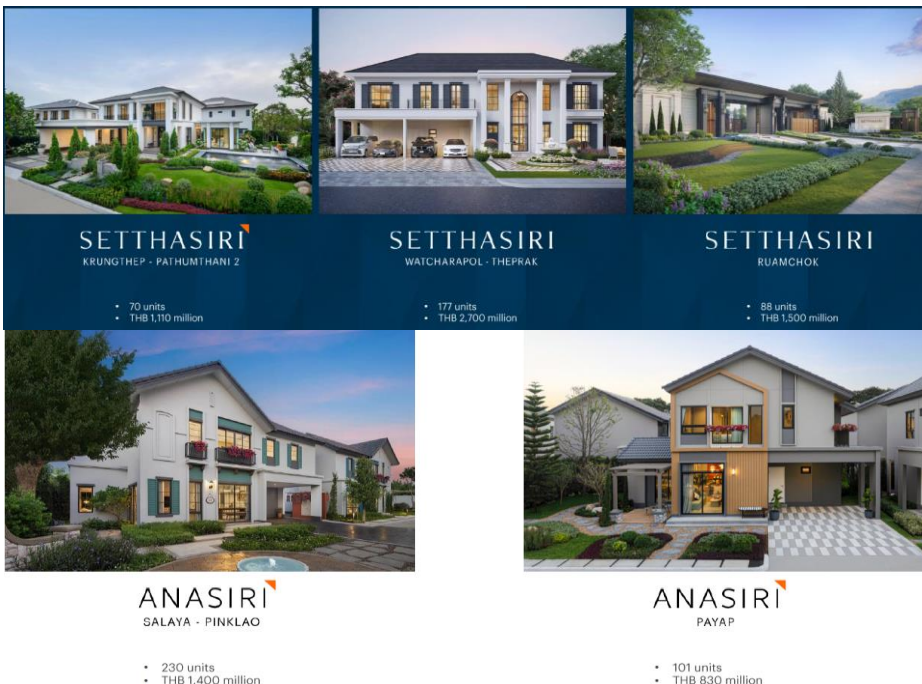 SETTHASIRI
KRUNGTHEP - PATHUMTHANI 2
• 70 units
• THB 1,110 million
SETTHASIRI
WATCHARAPOL - THEPRAK
• 177 units
• THB 2,700 million
SETTHASIRI
RUAMCHOK
• 88 units
• THB 1,500 million
ANASIRI
SALAYA - PINKLAO
• 230 units
• THB 1,400 million
ANASIRI
PAYAP
• 101 units
• THB 830 million